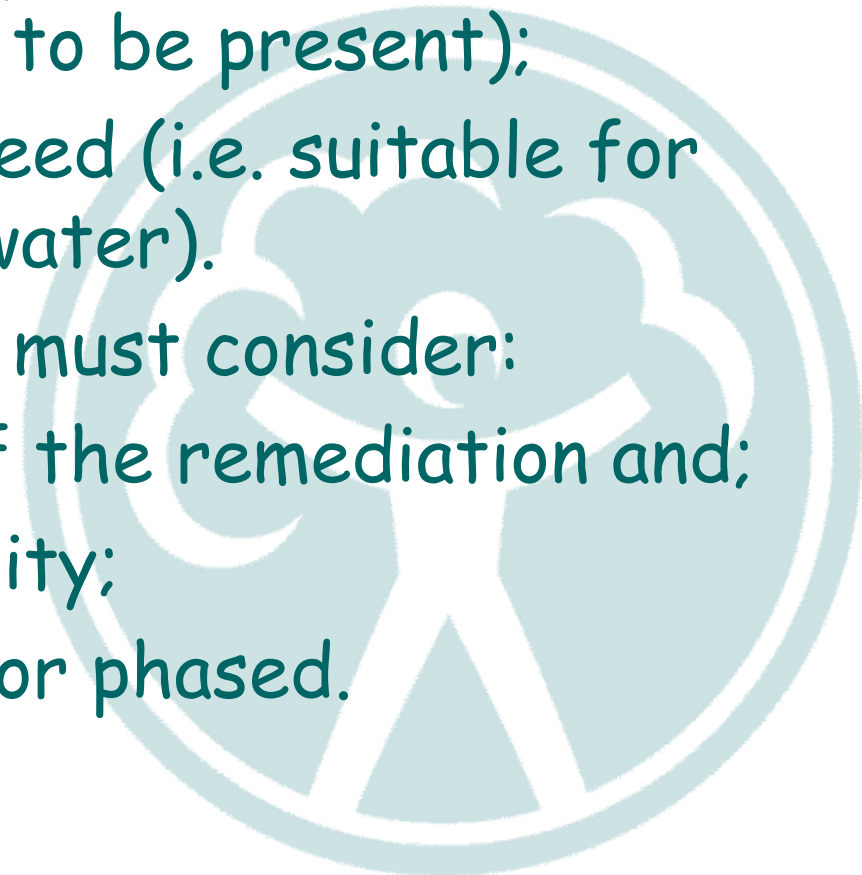 to be present);
eed (i.e. suitable for
water).
must consider:
the remediation and;
ity;
or phased.